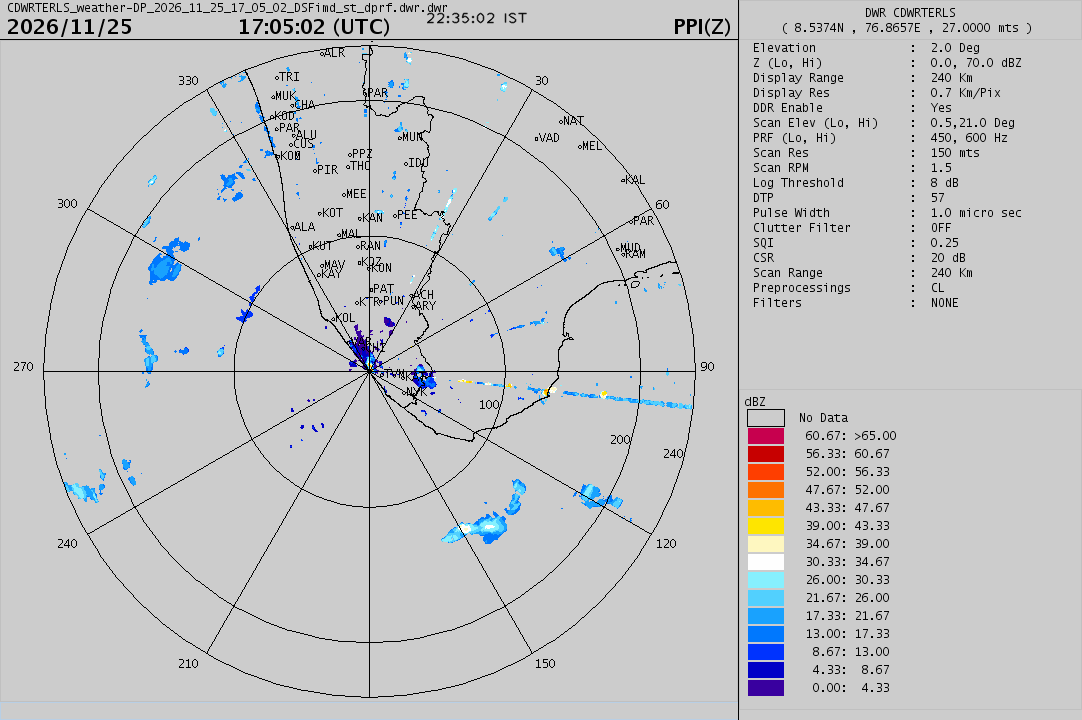 CDWRTERLS_weather-DP_2026_11_25_17_05_02_DSFimd_st_dprf.dwr.dwr
2026/11/25 17:05:02 (UTC) 22:35:02 IST PPI(Z)
DWR CDWRTERLS
( 8.5374N , 76.8657E , 27.0000 mts )
Elevation : 2.0 Deg
Z (Lo, Hi) : 0.0, 70.0 dBZ
Display Range : 240 Km
Display Res : 0.7 Km/Pix
DDR Enable : Yes
Scan Elev (Lo, Hi) : 0.5,21.0 Deg
PRF (Lo, Hi) : 450, 600 Hz
Scan Res : 150 mts
Scan RPM : 1.5
Log Threshold : 8 dB
DTP : 57
Pulse Width : 1.0 micro sec
Clutter Filter : OFF
SQI : 0.25
CSR : 20 dB
Scan Range : 240 Km
Preprocessings : CL
Filters : NONE
dBZ
No Data
60.67: >65.00
56.33: 60.67
52.00: 56.33
47.67: 52.00
43.33: 47.67
39.00: 43.33
34.67: 39.00
30.33: 34.67
26.00: 30.33
21.67: 26.00
17.33: 21.67
13.00: 17.33
8.67: 13.00
4.33: 8.67
0.00: 4.33
ALR
330
TRI
30
MUK
PAR
CHA
KOD
NAT
PAR
ALU
MUN
VAD
CUS
MEL
KOM
PPZ
THO
IDU
PIR
KAL
MEE
300
60
KOT
KAN
PEE
PAR
ALA
MAL
KUT
RAN
MUD
KAM
MAV
KOZ
KON
KAY
PAT
ACH
KTR
PUN
ARY
KOL
270
90
TVM
NYK
100
200
240
240
120
210
150